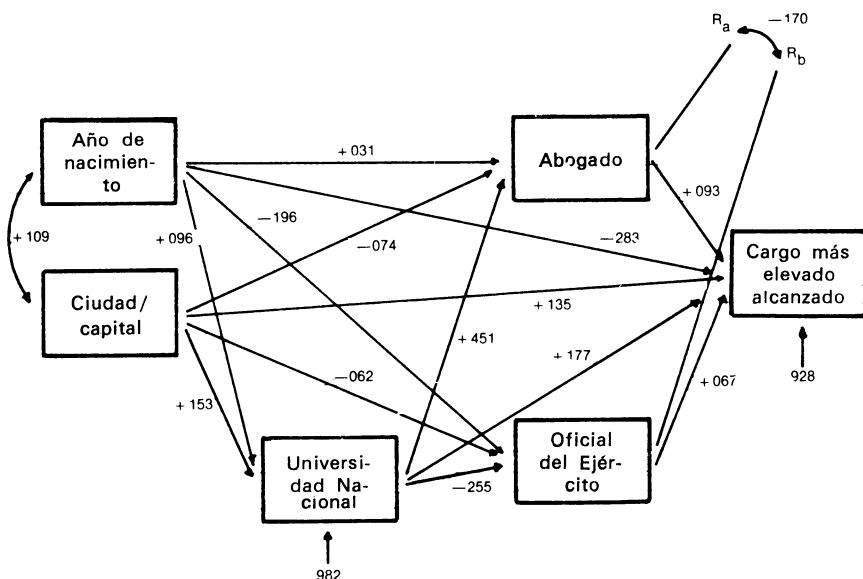 Ra
—170
Rb
Año de
nacimien-
to
+ 031
Abogado
+ 093
—196
+ 109
+ 096
—074
—283
Cargo más
elevado
alcanzado
Ciudad/
capital
+ 135
+ 451
+ 177
—062
+ 067
928
+ 153
Universi-
dad Na-
cional
Oficial
del Ejér-
cito
—255
982